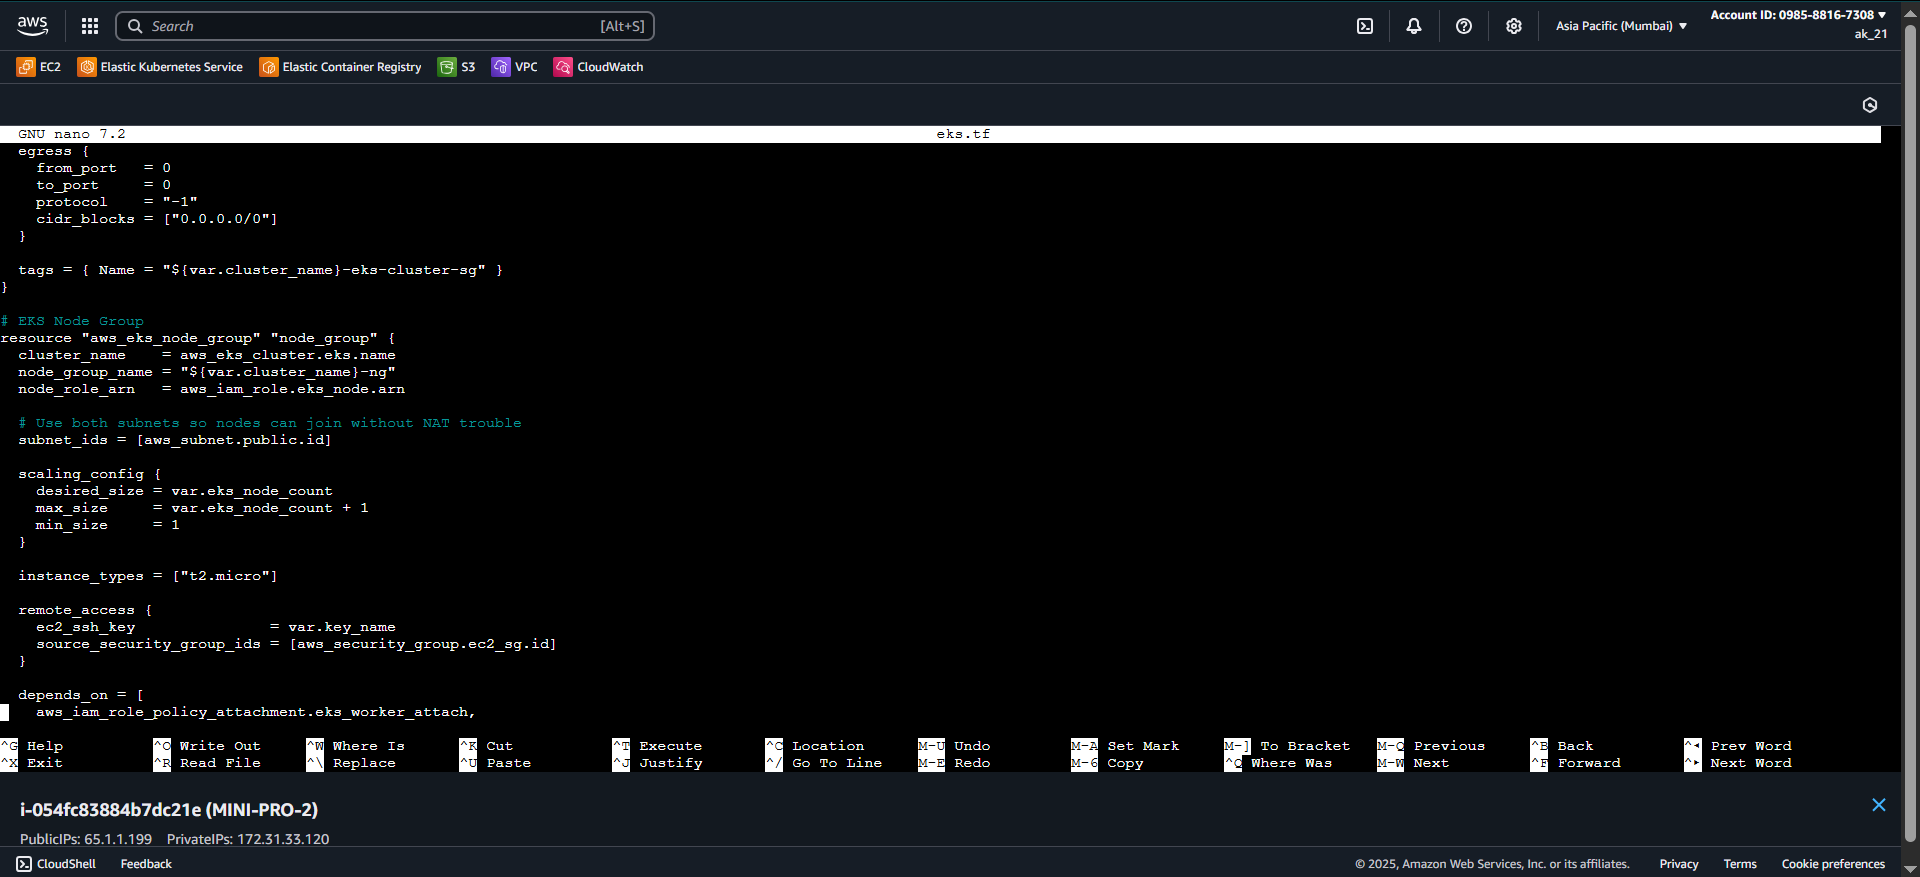 aws
Search [Alt+S]
Asia Pacific (Mumbai) ▼
Account ID: 0985-8816-7308 ▼
ak_21
EC2 Elastic Kubernetes Service Elastic Container Registry S3 VPC CloudWatch
GNU nano 7.2 eks.tf
  egress {
    from_port   = 0
    to_port     = 0
    protocol    = "-1"
    cidr_blocks = ["0.0.0.0/0"]
  }
  tags = { Name = "${var.cluster_name}-eks-cluster-sg" }
}
# EKS Node Group
resource "aws_eks_node_group" "node_group" {
  cluster_name    = aws_eks_cluster.eks.name
  node_group_name = "${var.cluster_name}-ng"
  node_role_arn   = aws_iam_role.eks_node.arn
  # Use both subnets so nodes can join without NAT trouble
  subnet_ids = [aws_subnet.public.id]
  scaling_config {
    desired_size = var.eks_node_count
    max_size     = var.eks_node_count + 1
    min_size     = 1
  }
  instance_types = ["t2.micro"]
  remote_access {
    ec2_ssh_key               = var.key_name
    source_security_group_ids = [aws_security_group.ec2_sg.id]
  }
  depends_on = [
    aws_iam_role_policy_attachment.eks_worker_attach,
^G Help ^O Write Out ^W Where Is ^K Cut ^T Execute ^C Location M-U Undo M-A Set Mark M-] To Bracket M-Q Previous ^B Back ^◂ Prev Word
^X Exit ^R Read File ^\ Replace ^U Paste ^J Justify ^/ Go To Line M-E Redo M-6 Copy ^Q Where Was M-W Next ^F Forward ^▸ Next Word
i-054fc83884b7dc21e (MINI-PRO-2)
PublicIPs: 65.1.1.199 PrivateIPs: 172.31.33.120
CloudShell Feedback © 2025, Amazon Web Services, Inc. or its affiliates. Privacy Terms Cookie preferences